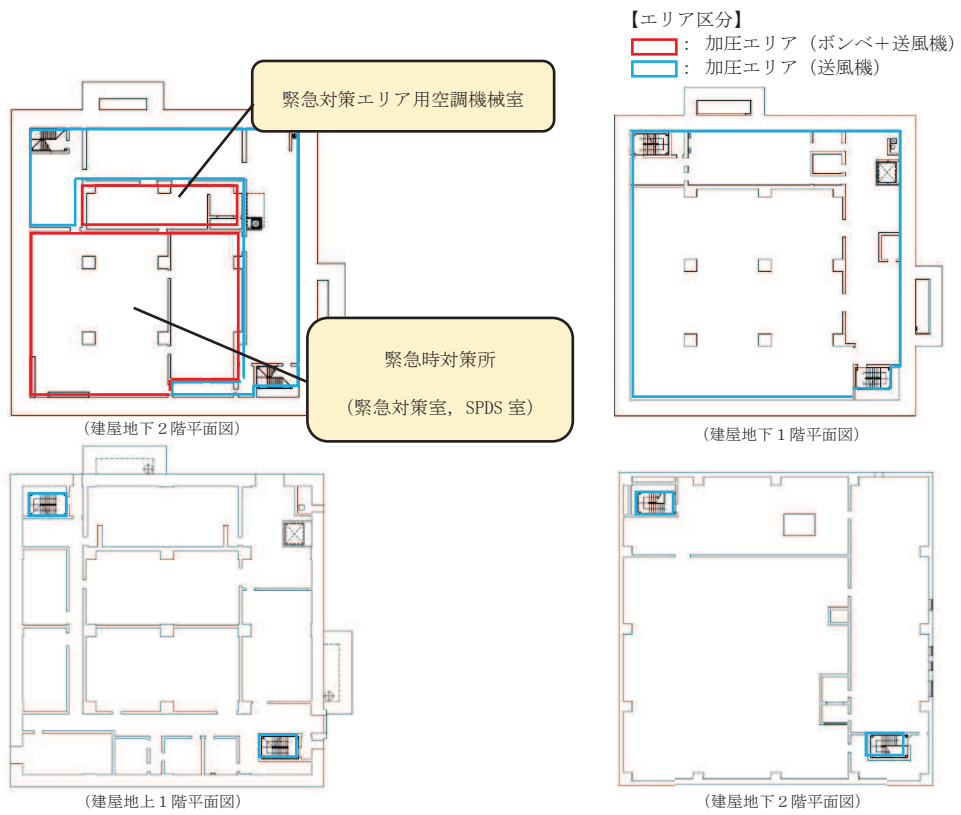 【エリア区分】
： 加圧エリア（ボンベ＋送風機）
： 加圧エリア（送風機）
緊急対策エリア用空調機械室
緊急時対策所
（緊急対策室，SPDS 室）
（建屋地下２階平面図）
（建屋地下１階平面図）
（建屋地上１階平面図）
（建屋地下２階平面図）